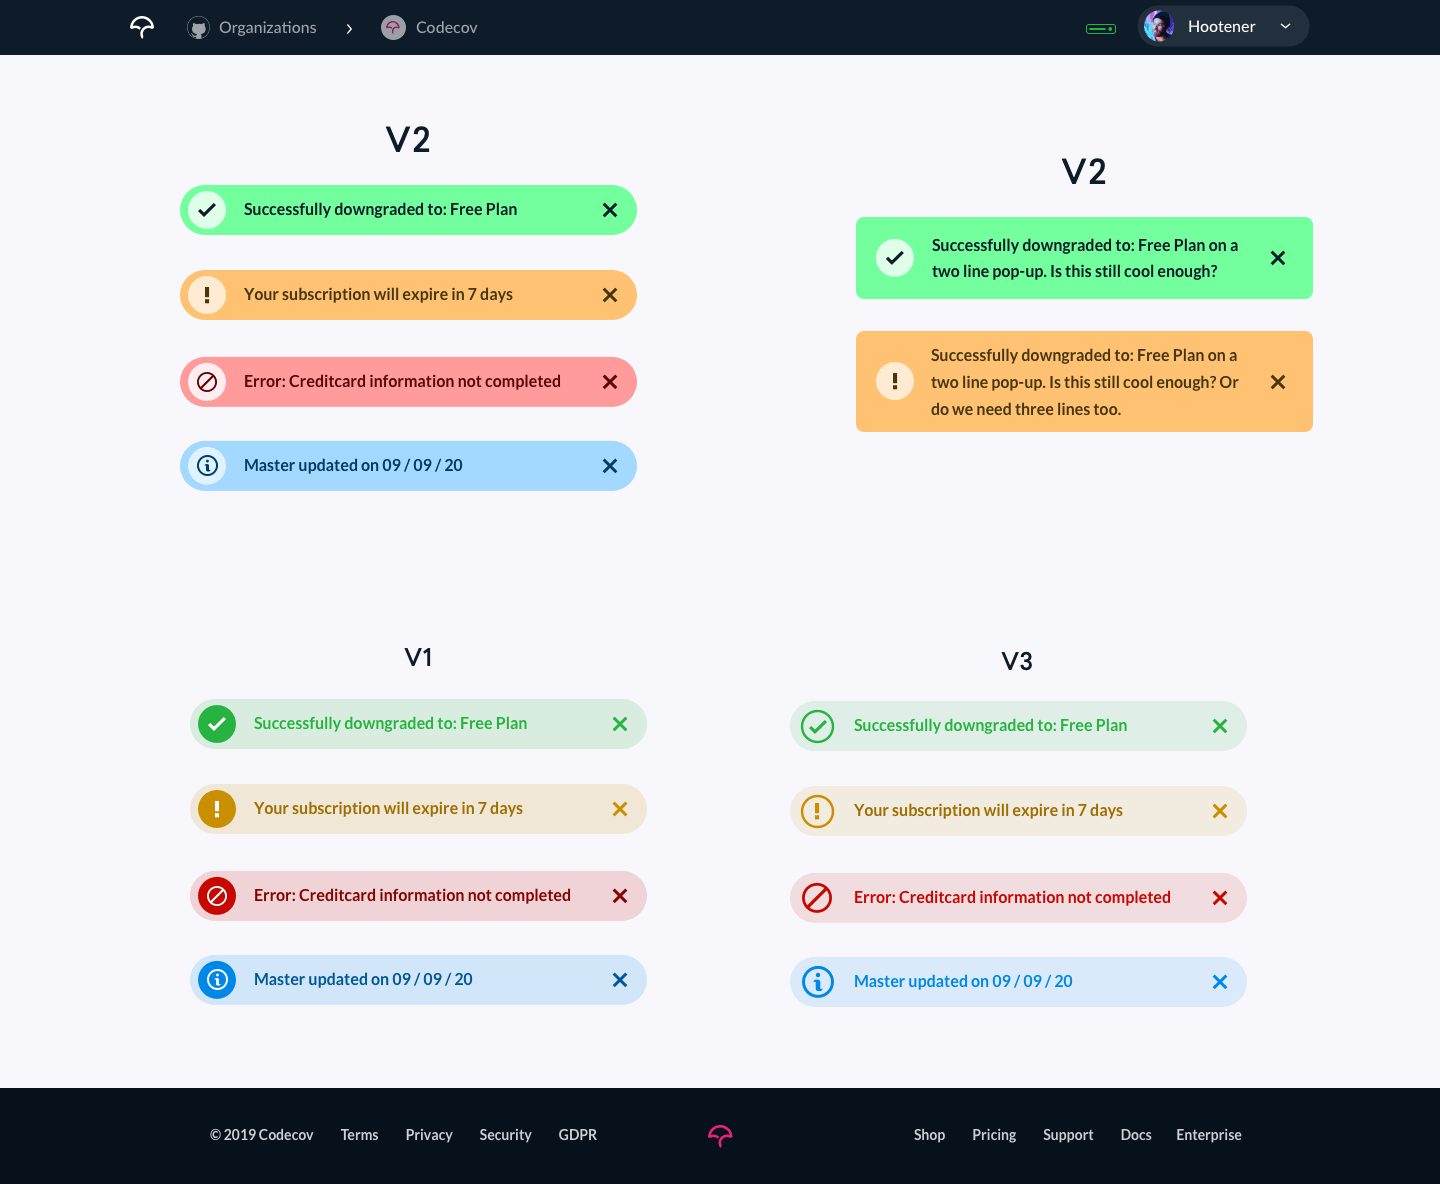 Organizations
Codecov
Hootener
V2
Successfully downgraded to: Free Plan
Your subscription will expire in 7 days
Error: Creditcard information not completed
Master updated on 09 / 09 / 20
V2
Successfully downgraded to: Free Plan on a
two line pop-up. Is this still cool enough?
Successfully downgraded to: Free Plan on a
two line pop-up. Is this still cool enough? Or
do we need three lines too.
V1
Successfully downgraded to: Free Plan
Your subscription will expire in 7 days
Error: Creditcard information not completed
Master updated on 09 / 09 / 20
V3
Successfully downgraded to: Free Plan
Your subscription will expire in 7 days
Error: Creditcard information not completed
Master updated on 09 / 09 / 20
© 2019 Codecov Terms Privacy Security GDPR Shop Pricing Support Docs Enterprise